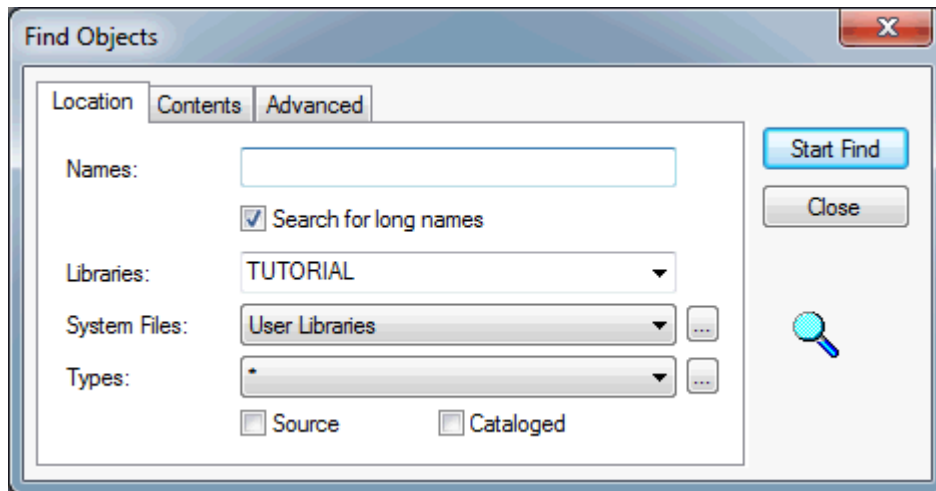 Find Objects
Location Contents Advanced
Names:
Start Find
Search for long names
Close
Libraries: TUTORIAL
System Files: User Libraries ...
Types: * ...
Source Cataloged